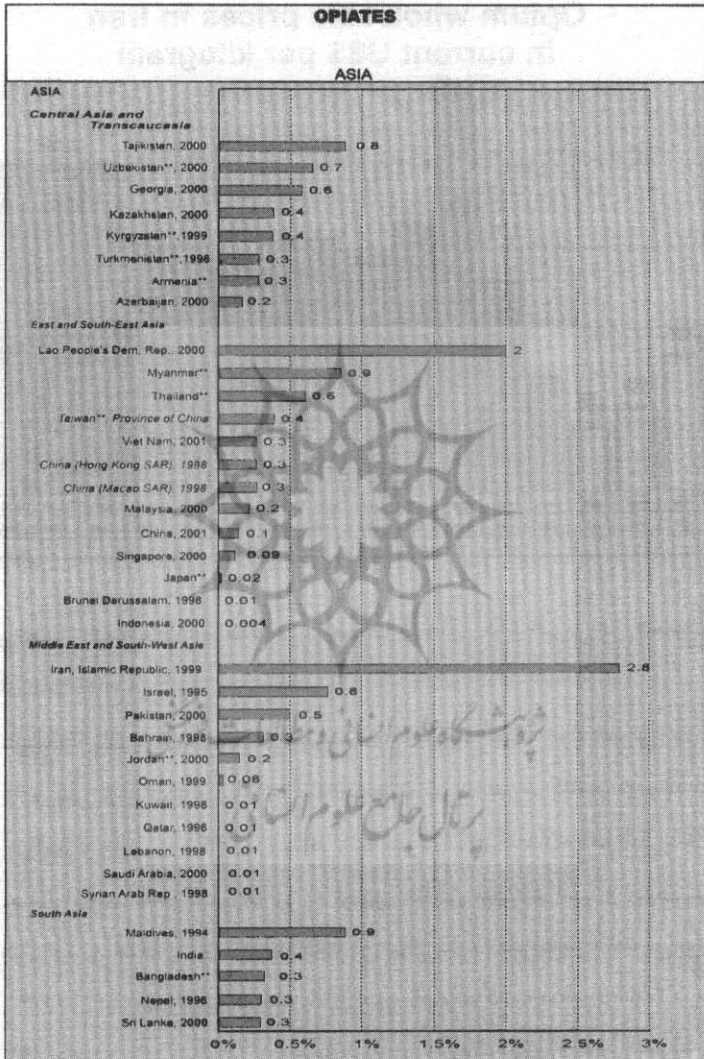 OPIATES
ASIA
ASIA
Central Asia and
Transcaucasia
Tajikistan, 2000 0.8
Uzbekistan**, 2000 0.7
Georgia, 2000 0.6
Kazakhstan, 2000 0.4
Kyrgyzstan**,1999 0.4
Turkmenistan**,1998 0.3
Armenia** 0.3
Azerbaijan, 2000 0.2
East and South-East Asia
Lao People's Dem. Rep., 2000 2
Myanmar** 0.9
Thailand** 0.6
Taiwan**, Province of China 0.4
Viet Nam, 2001 0.3
China (Hong Kong SAR), 1998 0.3
China (Macao SAR), 1998 0.3
Malaysia, 2000 0.2
China, 2001 0.1
Singapore, 2000 0.09
Japan** 0.02
Brunei Darussalam, 1998 0.01
Indonesia, 2000 0.004
Middle East and South-West Asia
Iran, Islamic Republic, 1999 2.8
Israel, 1995 0.8
Pakistan, 2000 0.5
Bahrain, 1998 0.3
Jordan**, 2000 0.2
Oman, 1999
Kuwait, 1998 0.01
Qatar, 1996 0.01
Lebanon, 1998 0.01
Saudi Arabia, 2000 0.01
Syrian Arab Rep., 1998 0.01
South Asia
Maldives, 1994 0.9
India 0.4
Bangladesh** 0.3
Nepal, 1996 0.3
Sri Lanka, 2000 0.3
0% 0.5% 1% 1.5% 2% 2.5% 3%
پژوهشگاه علوم انسانی و مطالعات فرهنگی
پرتال جامع علوم انسانی